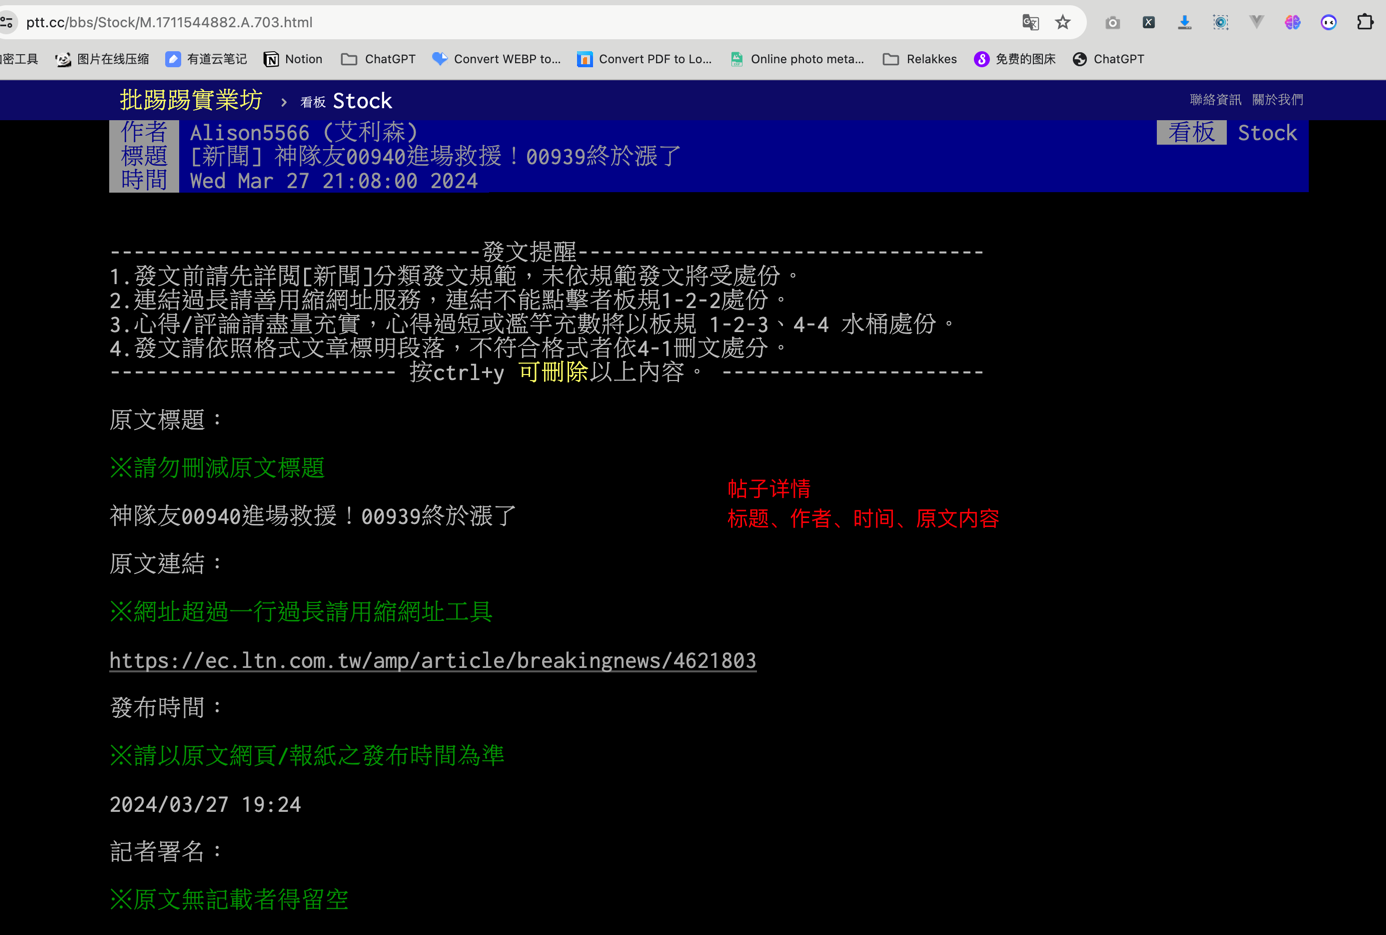 ptt.cc/bbs/Stock/M.1711544882.A.703.html
密工具 图片在线压缩 有道云笔记 Notion ChatGPT Convert WEBP to... Convert PDF to Lo... Online photo meta... Relakkes 免费的图床 ChatGPT
批踢踢實業坊 › 看板 Stock 聯絡資訊 關於我們
作者 Alison5566 (艾利森) 看板 Stock
標題 [新聞] 神隊友00940進場救援!00939終於漲了
時間 Wed Mar 27 21:08:00 2024
-------------------------------發文提醒----------------------------------
1.發文前請先詳閱[新聞]分類發文規範,未依規範發文將受處份。
2.連結過長請善用縮網址服務,連結不能點擊者板規1-2-2處份。
3.心得/評論請盡量充實,心得過短或濫竽充數將以板規 1-2-3、4-4 水桶處份。
4.發文請依照格式文章標明段落,不符合格式者依4-1刪文處分。
------------------------ 按ctrl+y 可刪除以上內容。 ----------------------
原文標題:
※請勿刪減原文標題
神隊友00940進場救援!00939終於漲了
帖子详情
标题、作者、时间、原文内容
原文連結:
※網址超過一行過長請用縮網址工具
https://ec.ltn.com.tw/amp/article/breakingnews/4621803
發布時間:
※請以原文網頁/報紙之發布時間為準
2024/03/27 19:24
記者署名:
※原文無記載者得留空